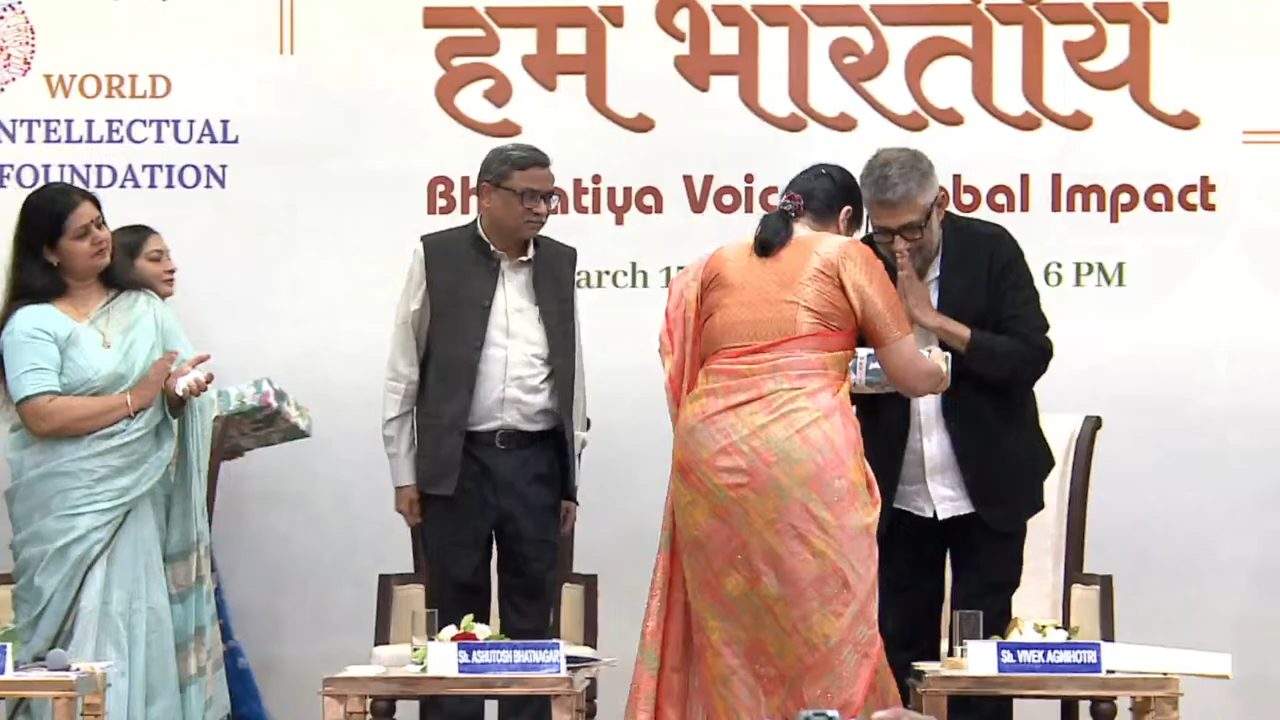 हम भारतीय
WORLD
NTELLECTUAL
FOUNDATION
Bh atiya Voic obal Impact
arch 1 6 PM
Sh. ASHUTOSH BHATNAGAR
Sh. VIVEK AGNIHOTRI